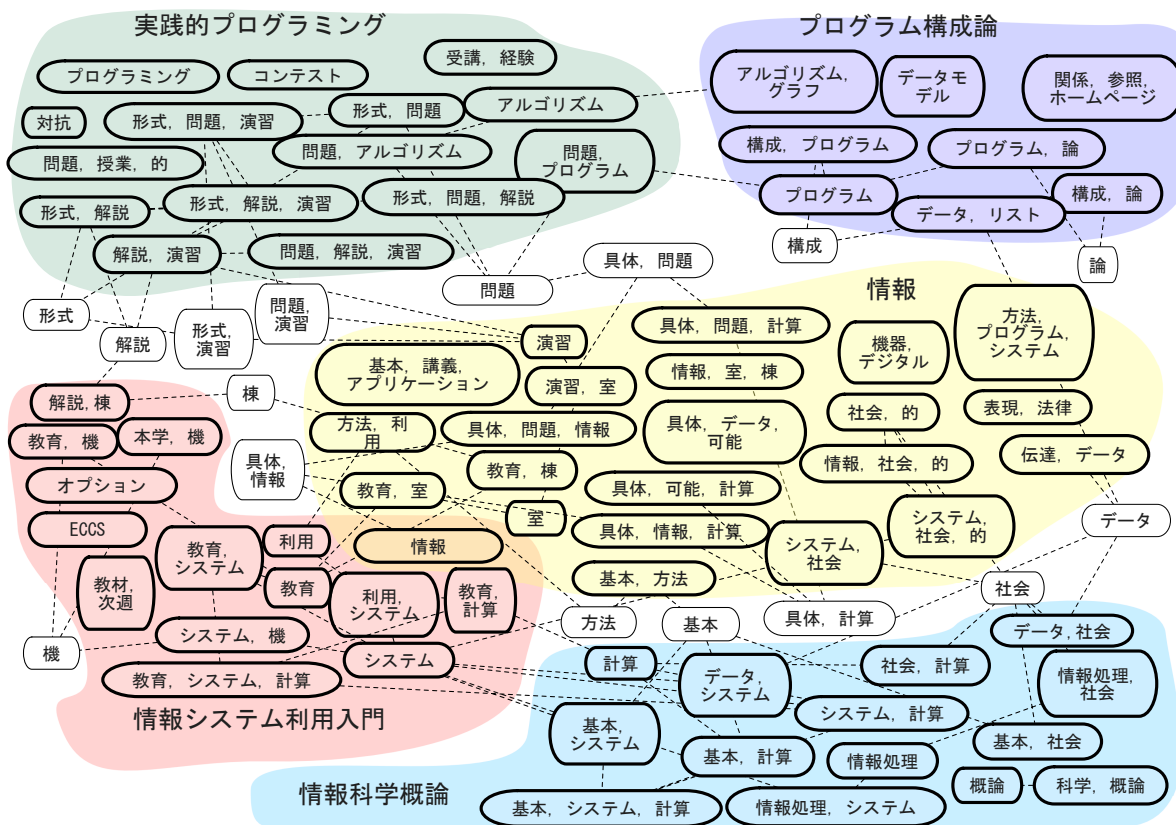 実践的プログラミング
プログラム構成論
受講, 経験
プログラミング
コンテスト
アルゴリズム,
グラフ
データモ
デル
関係, 参照,
ホームページ
対抗
形式, 問題, 演習
形式, 問題
アルゴリズム
問題, 授業, 的
問題, アルゴリズム
問題,
プログラム
構成, プログラム
プログラム, 論
形式, 解説
形式, 解説, 演習
形式, 問題, 解説
プログラム
データ, リスト
構成, 論
解説, 演習
問題, 解説, 演習
構成
論
具体, 問題
問題
情報
形式
解説
形式,
演習
問題,
演習
演習
具体, 問題, 計算
機器,
デジタル
方法,
プログラム,
システム
基本, 講義,
アプリケーション
演習, 室
情報, 室, 棟
解説, 棟
棟
方法, 利
用
具体, 問題, 情報
具体, データ,
可能
社会, 的
表現, 法律
教育, 機
本学, 機
具体,
情報
教育, 棟
情報, 社会, 的
伝達, データ
オプション
教育, 室
具体, 可能, 計算
室
ECCS
教育,
システム
利用
情報
具体, 情報, 計算
システム,
社会
システム,
社会, 的
データ
教材,
次週
教育
利用,
システム
教育,
計算
基本, 方法
社会
機
システム, 機
方法
基本
具体, 計算
データ, 社会
教育, システム, 計算
システム
計算
データ,
システム
社会, 計算
情報処理,
社会
情報システム利用入門
基本,
システム
システム, 計算
基本, 計算
情報処理
基本, 社会
情報科学概論
基本, システム, 計算
情報処理, システム
概論
科学, 概論